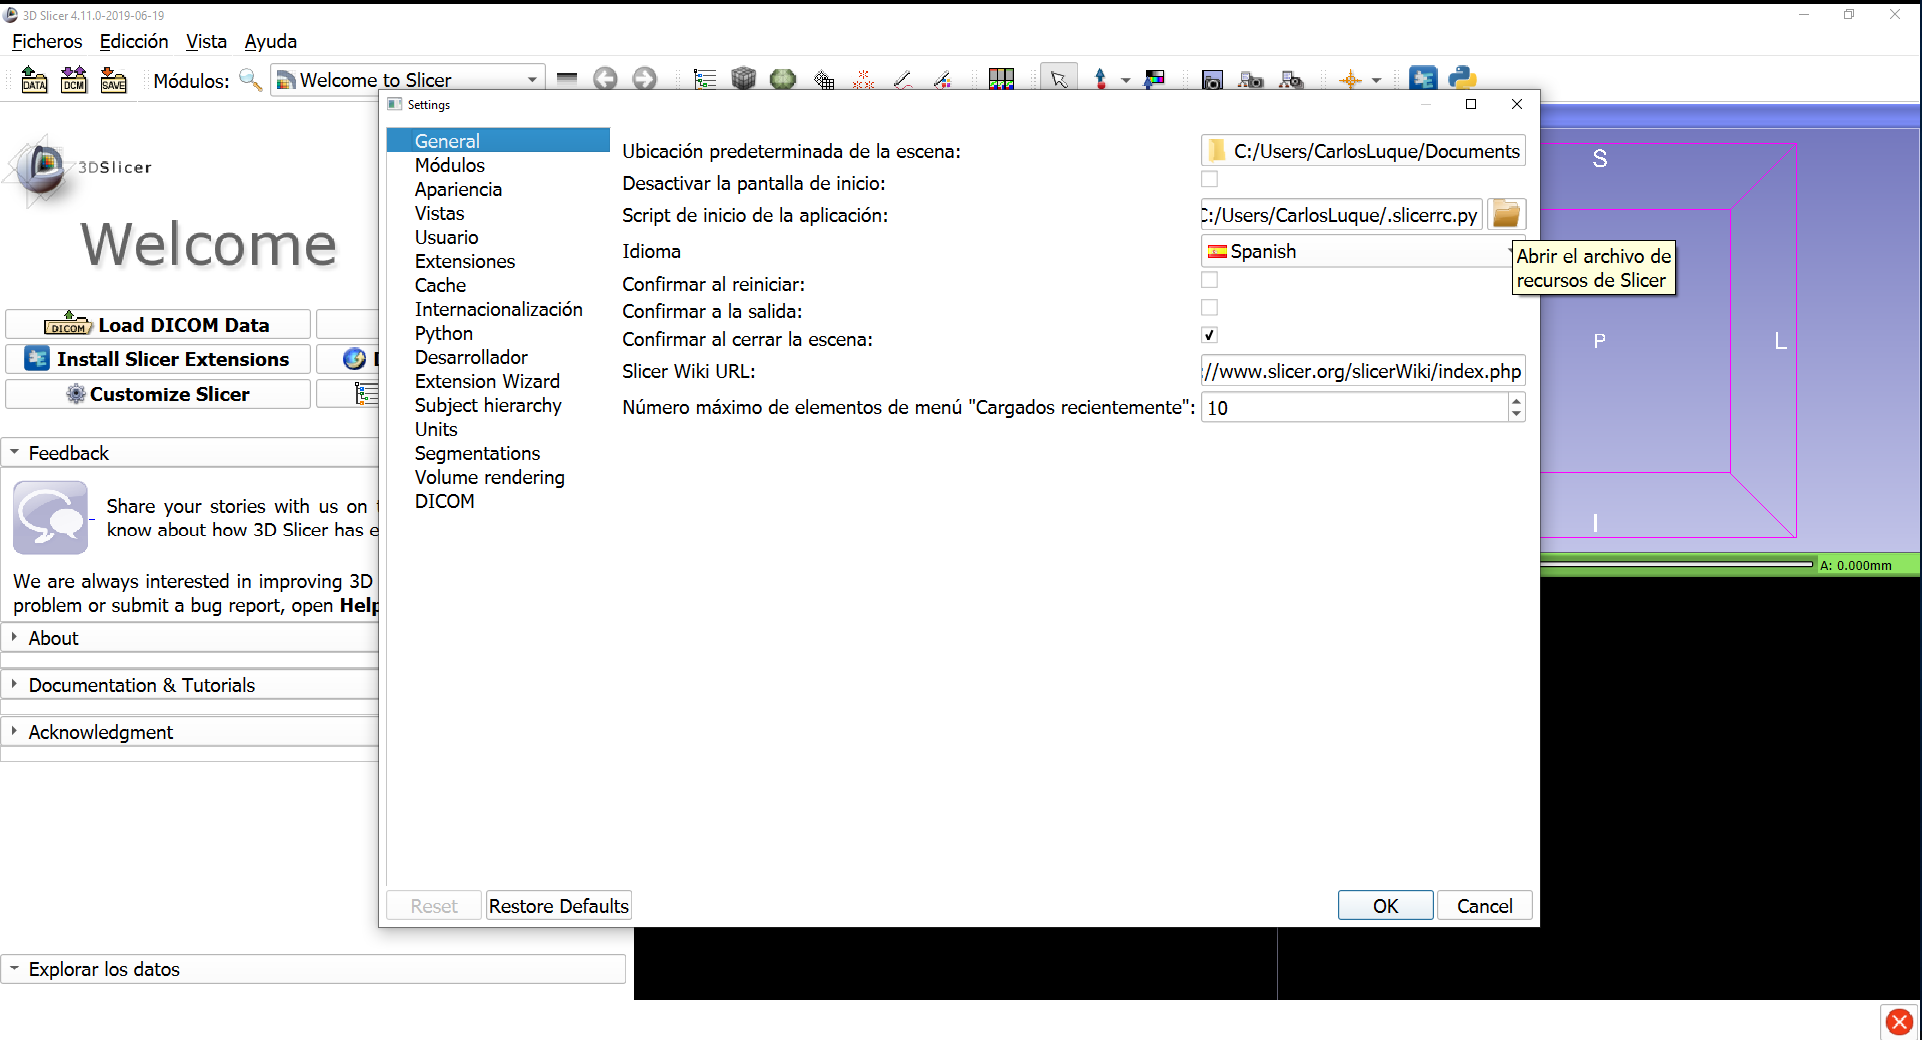 3D Slicer 4.11.0-2019-06-19
Ficheros Edicción Vista Ayuda
DATA DCM SAVE Módulos: Welcome to Slicer
Settings
General
Módulos
Apariencia
Vistas
Usuario
Extensiones
Cache
Internacionalización
Python
Desarrollador
Extension Wizard
Subject hierarchy
Units
Segmentations
Volume rendering
DICOM
Ubicación predeterminada de la escena: C:/Users/CarlosLuque/Documents
Desactivar la pantalla de inicio:
Script de inicio de la aplicación: C:/Users/CarlosLuque/.slicerrc.py
Idioma Spanish
Confirmar al reiniciar:
Confirmar a la salida:
Confirmar al cerrar la escena:
Slicer Wiki URL: ://www.slicer.org/slicerWiki/index.php
Número máximo de elementos de menú "Cargados recientemente": 10
Abrir el archivo de
recursos de Slicer
Reset Restore Defaults OK Cancel
3DSlicer
Welcome
DICOM Load DICOM Data
Install Slicer Extensions
Customize Slicer
Feedback
Share your stories with us on
know about how 3D Slicer has
We are always interested in improving 3D
problem or submit a bug report, open Help
About
Documentation & Tutorials
Acknowledgment
Explorar los datos
S
P
L
I
A: 0.000mm